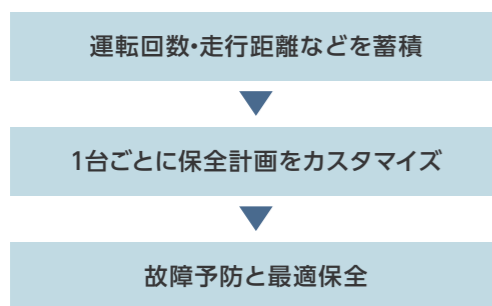 運転回数・走行距離などを蓄積
1台ごとに保全計画をカスタマイズ
故障予防と最適保全